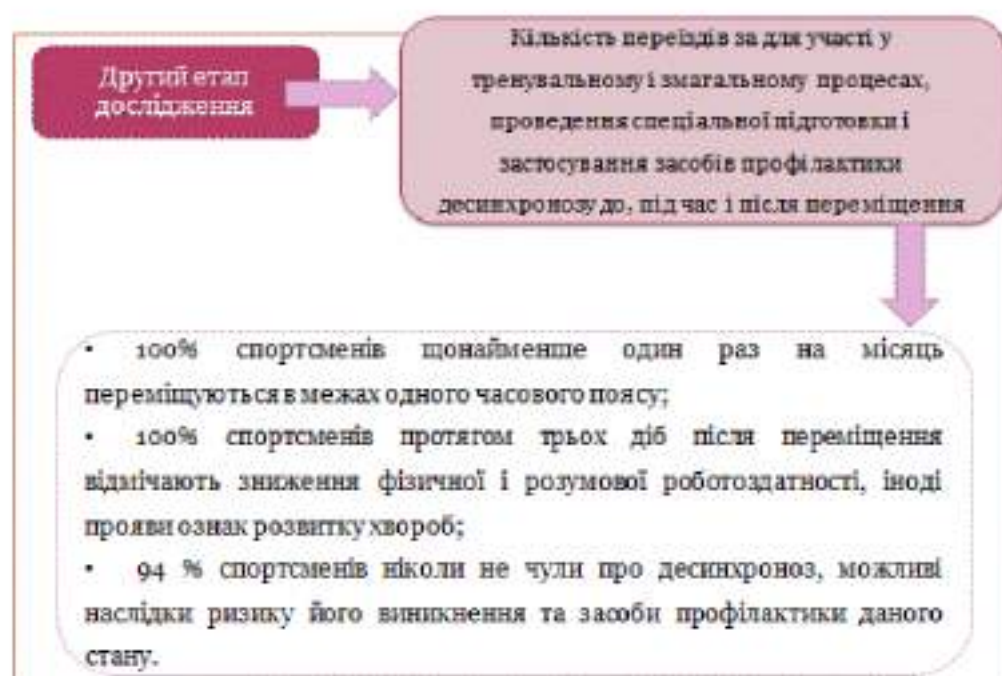 Другий етап
дослідження
Кількість переїздів за для участі у
тренувальному і змагальному процесах,
проведення спеціальної підготовки і
застосування засобів профілактики
десинхронозу до, під час і після переміщення
• 100% спортсменів щонайменше один раз на місяць
переміщуються в межах одного часового поясу;
• 100% спортсменів протягом трьох діб після переміщення
відмічають зниження фізичної і розумової роботоздатності, іноді
прояви ознак розвитку хвороб;
• 94 % спортсменів ніколи не чули про десинхроноз, можливі
наслідки ризику його виникнення та засоби профілактики даного
стану.